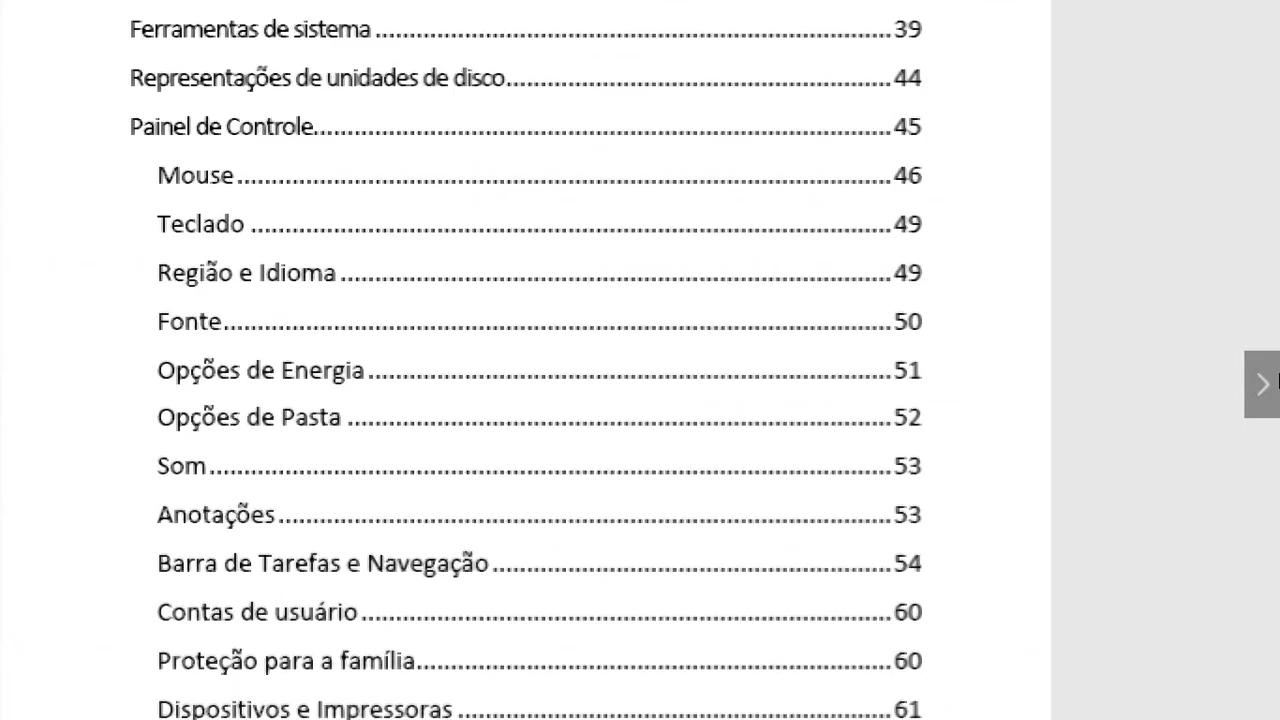 Ferramentas de sistema ........................................................................... 39
Representações de unidades de disco........................................................ 44
Painel de Controle.................................................................................... 45
Mouse................................................................................................ 46
Teclado .............................................................................................. 49
Região e Idioma ................................................................................. 49
Fonte.................................................................................................. 50
Opções de Energia ............................................................................. 51
Opções de Pasta ................................................................................ 52
Som.................................................................................................... 53
Anotações.......................................................................................... 53
Barra de Tarefas e Navegação ........................................................... 54
Contas de usuário .............................................................................. 60
Proteção para a família...................................................................... 60
Dispositivos e Impressoras ................................................................ 61